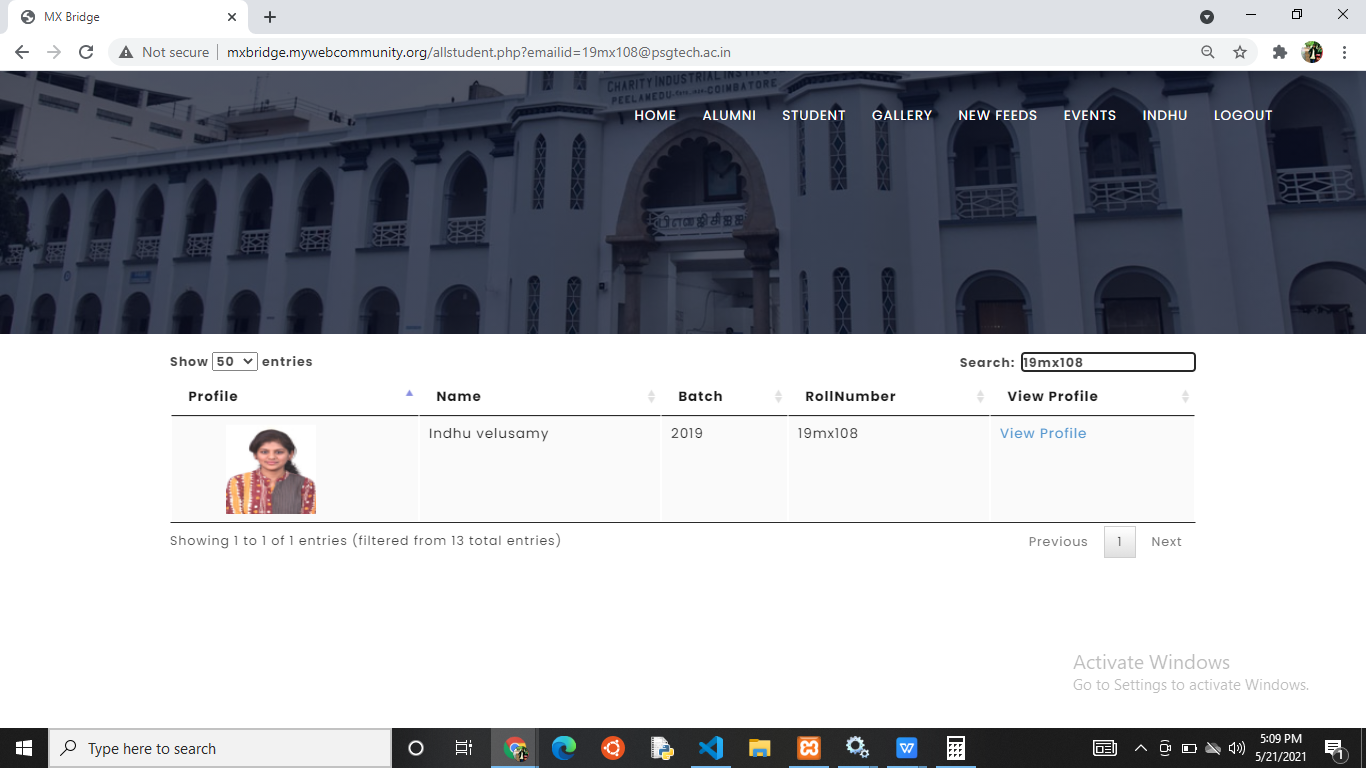 MX Bridge
Not secure
mxbridge.mywebcommunity.org/allstudent.php?emailid=19mx108@psgtech.ac.in
CHARITY INDUSTRIAL INSTIT
PEELAMEDU COIMBATORE
HOME ALUMNI STUDENT GALLERY NEW FEEDS EVENTS INDHU LOGOUT
Show 50 entries
Search: 19mx108
Profile Name Batch RollNumber View Profile
Indhu velusamy 2019 19mx108 View Profile
Showing 1 to 1 of 1 entries (filtered from 13 total entries)
Previous 1 Next
Activate Windows
Go to Settings to activate Windows.
Type here to search
5:09 PM
5/21/2021
1